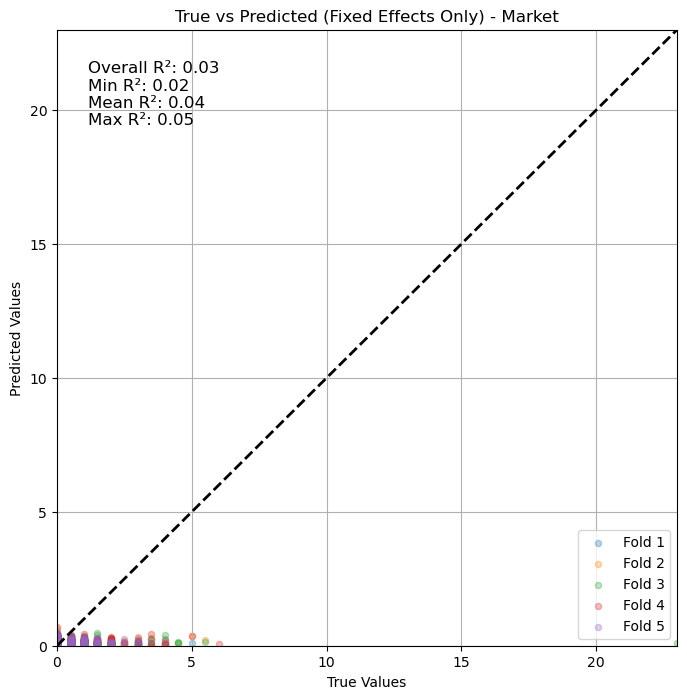 True vs Predicted (Fixed Effects Only) - Market
Overall R²: 0.03
Min R²: 0.02
Mean R²: 0.04
Max R²: 0.05
Predicted Values
20
15
10
5
0
Fold 1
Fold 2
Fold 3
Fold 4
Fold 5
0 5 10 15 20
True Values